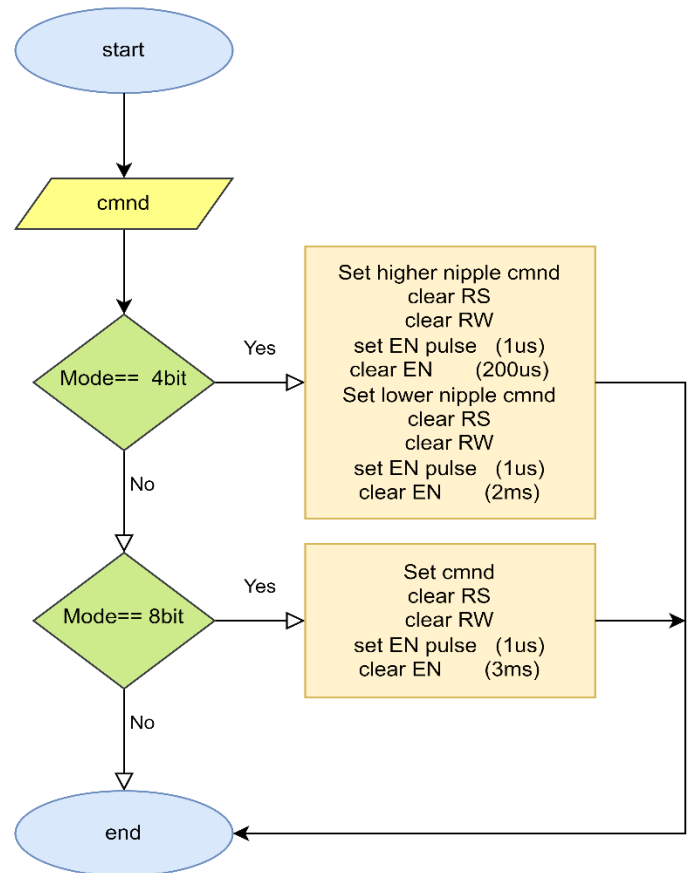 start
cmnd
Mode== 4bit
Yes
Set higher nipple cmnd
clear RS
clear RW
set EN pulse (1us)
clear EN (200us)
Set lower nipple cmnd
clear RS
clear RW
set EN pulse (1us)
clear EN (2ms)
No
Mode== 8bit
Yes
Set cmnd
clear RS
clear RW
set EN pulse (1us)
clear EN (3ms)
No
end